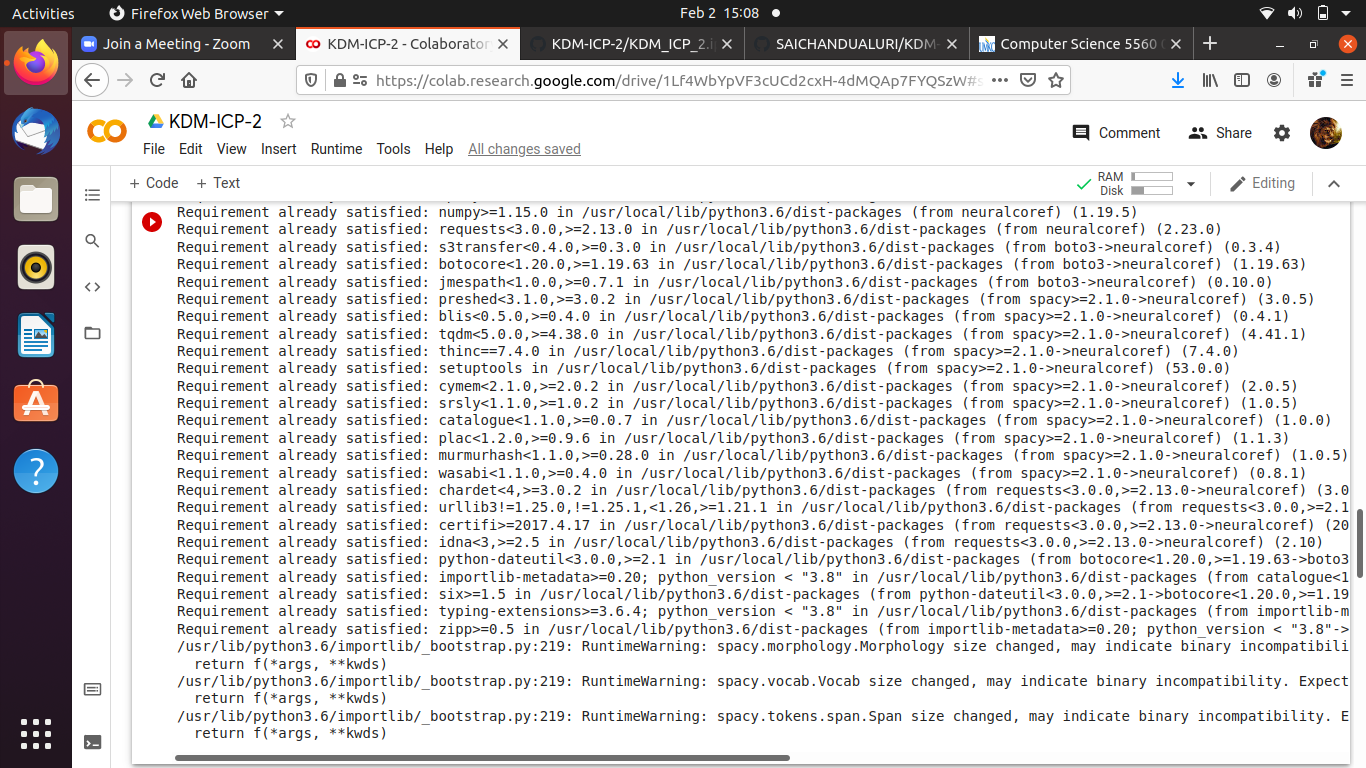 Activities Firefox Web Browser Feb 2 15:08
Join a Meeting - Zoom KDM-ICP-2 - Colaboratory KDM-ICP-2/KDM_ICP_2.i SAICHANDUALURI/KDM- Computer Science 5560
https://colab.research.google.com/drive/1Lf4WbYpVF3cUCd2cxH-4dMQAp7FYQSzW#s
KDM-ICP-2
Comment Share
File Edit View Insert Runtime Tools Help All changes saved
+ Code + Text RAM Disk Editing
Requirement already satisfied: numpy>=1.15.0 in /usr/local/lib/python3.6/dist-packages (from neuralcoref) (1.19.5)
Requirement already satisfied: requests<3.0.0,>=2.13.0 in /usr/local/lib/python3.6/dist-packages (from neuralcoref) (2.23.0)
Requirement already satisfied: s3transfer<0.4.0,>=0.3.0 in /usr/local/lib/python3.6/dist-packages (from boto3->neuralcoref) (0.3.4)
Requirement already satisfied: botocore<1.20.0,>=1.19.63 in /usr/local/lib/python3.6/dist-packages (from boto3->neuralcoref) (1.19.63)
Requirement already satisfied: jmespath<1.0.0,>=0.7.1 in /usr/local/lib/python3.6/dist-packages (from boto3->neuralcoref) (0.10.0)
Requirement already satisfied: preshed<3.1.0,>=3.0.2 in /usr/local/lib/python3.6/dist-packages (from spacy>=2.1.0->neuralcoref) (3.0.5)
Requirement already satisfied: blis<0.5.0,>=0.4.0 in /usr/local/lib/python3.6/dist-packages (from spacy>=2.1.0->neuralcoref) (0.4.1)
Requirement already satisfied: tqdm<5.0.0,>=4.38.0 in /usr/local/lib/python3.6/dist-packages (from spacy>=2.1.0->neuralcoref) (4.41.1)
Requirement already satisfied: thinc==7.4.0 in /usr/local/lib/python3.6/dist-packages (from spacy>=2.1.0->neuralcoref) (7.4.0)
Requirement already satisfied: setuptools in /usr/local/lib/python3.6/dist-packages (from spacy>=2.1.0->neuralcoref) (53.0.0)
Requirement already satisfied: cymem<2.1.0,>=2.0.2 in /usr/local/lib/python3.6/dist-packages (from spacy>=2.1.0->neuralcoref) (2.0.5)
Requirement already satisfied: srsly<1.1.0,>=1.0.2 in /usr/local/lib/python3.6/dist-packages (from spacy>=2.1.0->neuralcoref) (1.0.5)
Requirement already satisfied: catalogue<1.1.0,>=0.0.7 in /usr/local/lib/python3.6/dist-packages (from spacy>=2.1.0->neuralcoref) (1.0.0)
Requirement already satisfied: plac<1.2.0,>=0.9.6 in /usr/local/lib/python3.6/dist-packages (from spacy>=2.1.0->neuralcoref) (1.1.3)
Requirement already satisfied: murmurhash<1.1.0,>=0.28.0 in /usr/local/lib/python3.6/dist-packages (from spacy>=2.1.0->neuralcoref) (1.0.5)
Requirement already satisfied: wasabi<1.1.0,>=0.4.0 in /usr/local/lib/python3.6/dist-packages (from spacy>=2.1.0->neuralcoref) (0.8.1)
Requirement already satisfied: chardet<4,>=3.0.2 in /usr/local/lib/python3.6/dist-packages (from requests<3.0.0,>=2.13.0->neuralcoref) (3.0
Requirement already satisfied: urllib3!=1.25.0,!=1.25.1,<1.26,>=1.21.1 in /usr/local/lib/python3.6/dist-packages (from requests<3.0.0,>=2.1
Requirement already satisfied: certifi>=2017.4.17 in /usr/local/lib/python3.6/dist-packages (from requests<3.0.0,>=2.13.0->neuralcoref) (20
Requirement already satisfied: idna<3,>=2.5 in /usr/local/lib/python3.6/dist-packages (from requests<3.0.0,>=2.13.0->neuralcoref) (2.10)
Requirement already satisfied: python-dateutil<3.0.0,>=2.1 in /usr/local/lib/python3.6/dist-packages (from botocore<1.20.0,>=1.19.63->boto3
Requirement already satisfied: importlib-metadata>=0.20; python_version < "3.8" in /usr/local/lib/python3.6/dist-packages (from catalogue<1
Requirement already satisfied: six>=1.5 in /usr/local/lib/python3.6/dist-packages (from python-dateutil<3.0.0,>=2.1->botocore<1.20.0,>=1.19
Requirement already satisfied: typing-extensions>=3.6.4; python_version < "3.8" in /usr/local/lib/python3.6/dist-packages (from importlib-m
Requirement already satisfied: zipp>=0.5 in /usr/local/lib/python3.6/dist-packages (from importlib-metadata>=0.20; python_version < "3.8"->
/usr/lib/python3.6/importlib/_bootstrap.py:219: RuntimeWarning: spacy.morphology.Morphology size changed, may indicate binary incompatibili
return f(*args, **kwds)
/usr/lib/python3.6/importlib/_bootstrap.py:219: RuntimeWarning: spacy.vocab.Vocab size changed, may indicate binary incompatibility. Expect
return f(*args, **kwds)
/usr/lib/python3.6/importlib/_bootstrap.py:219: RuntimeWarning: spacy.tokens.span.Span size changed, may indicate binary incompatibility. E
return f(*args, **kwds)